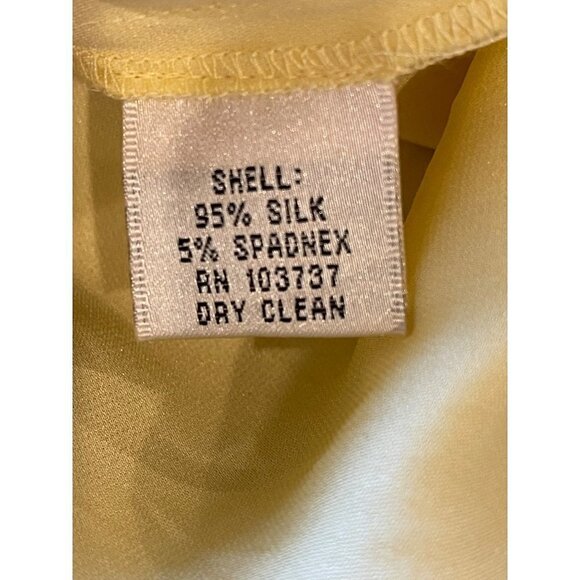 SHELL:
95% SILK
5% SPADNEX
RN 103737
DRY CLEAN